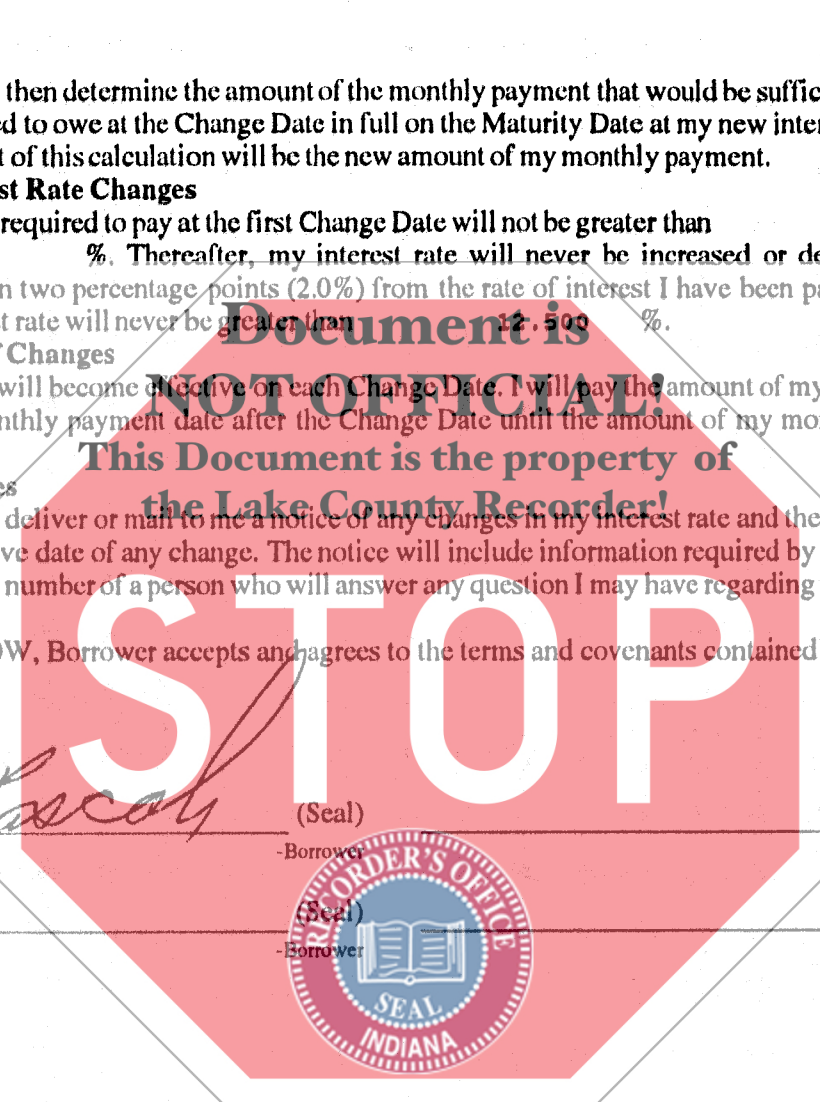 then determine the amount of the monthly payment that would be suffic
d to owe at the Change Date in full on the Maturity Date at my new inter
t of this calculation will be the new amount of my monthly payment.
st Rate Changes
required to pay at the first Change Date will not be greater than
%. Thereafter, my interest rate will never be increased or de
n two percentage points (2.0%) from the rate of interest I have been pa
t rate will never be greater than 12.500 %.
Document is
Changes
will become effective on each Change Date. I will pay the amount of my
NOT OFFICIAL!
nthly payment date after the Change Date until the amount of my mo
This Document is the property of
es
the Lake County Recorder!
deliver or mail to me a notice of any changes in my interest rate and the
ve date of any change. The notice will include information required by
number of a person who will answer any question I may have regarding
STOP
OW, Borrower accepts and agrees to the terms and covenants contained
(Seal)
-Borrower
RECORDER'S OFFICE
(Seal)
-Borrower
SEAL
INDIANA